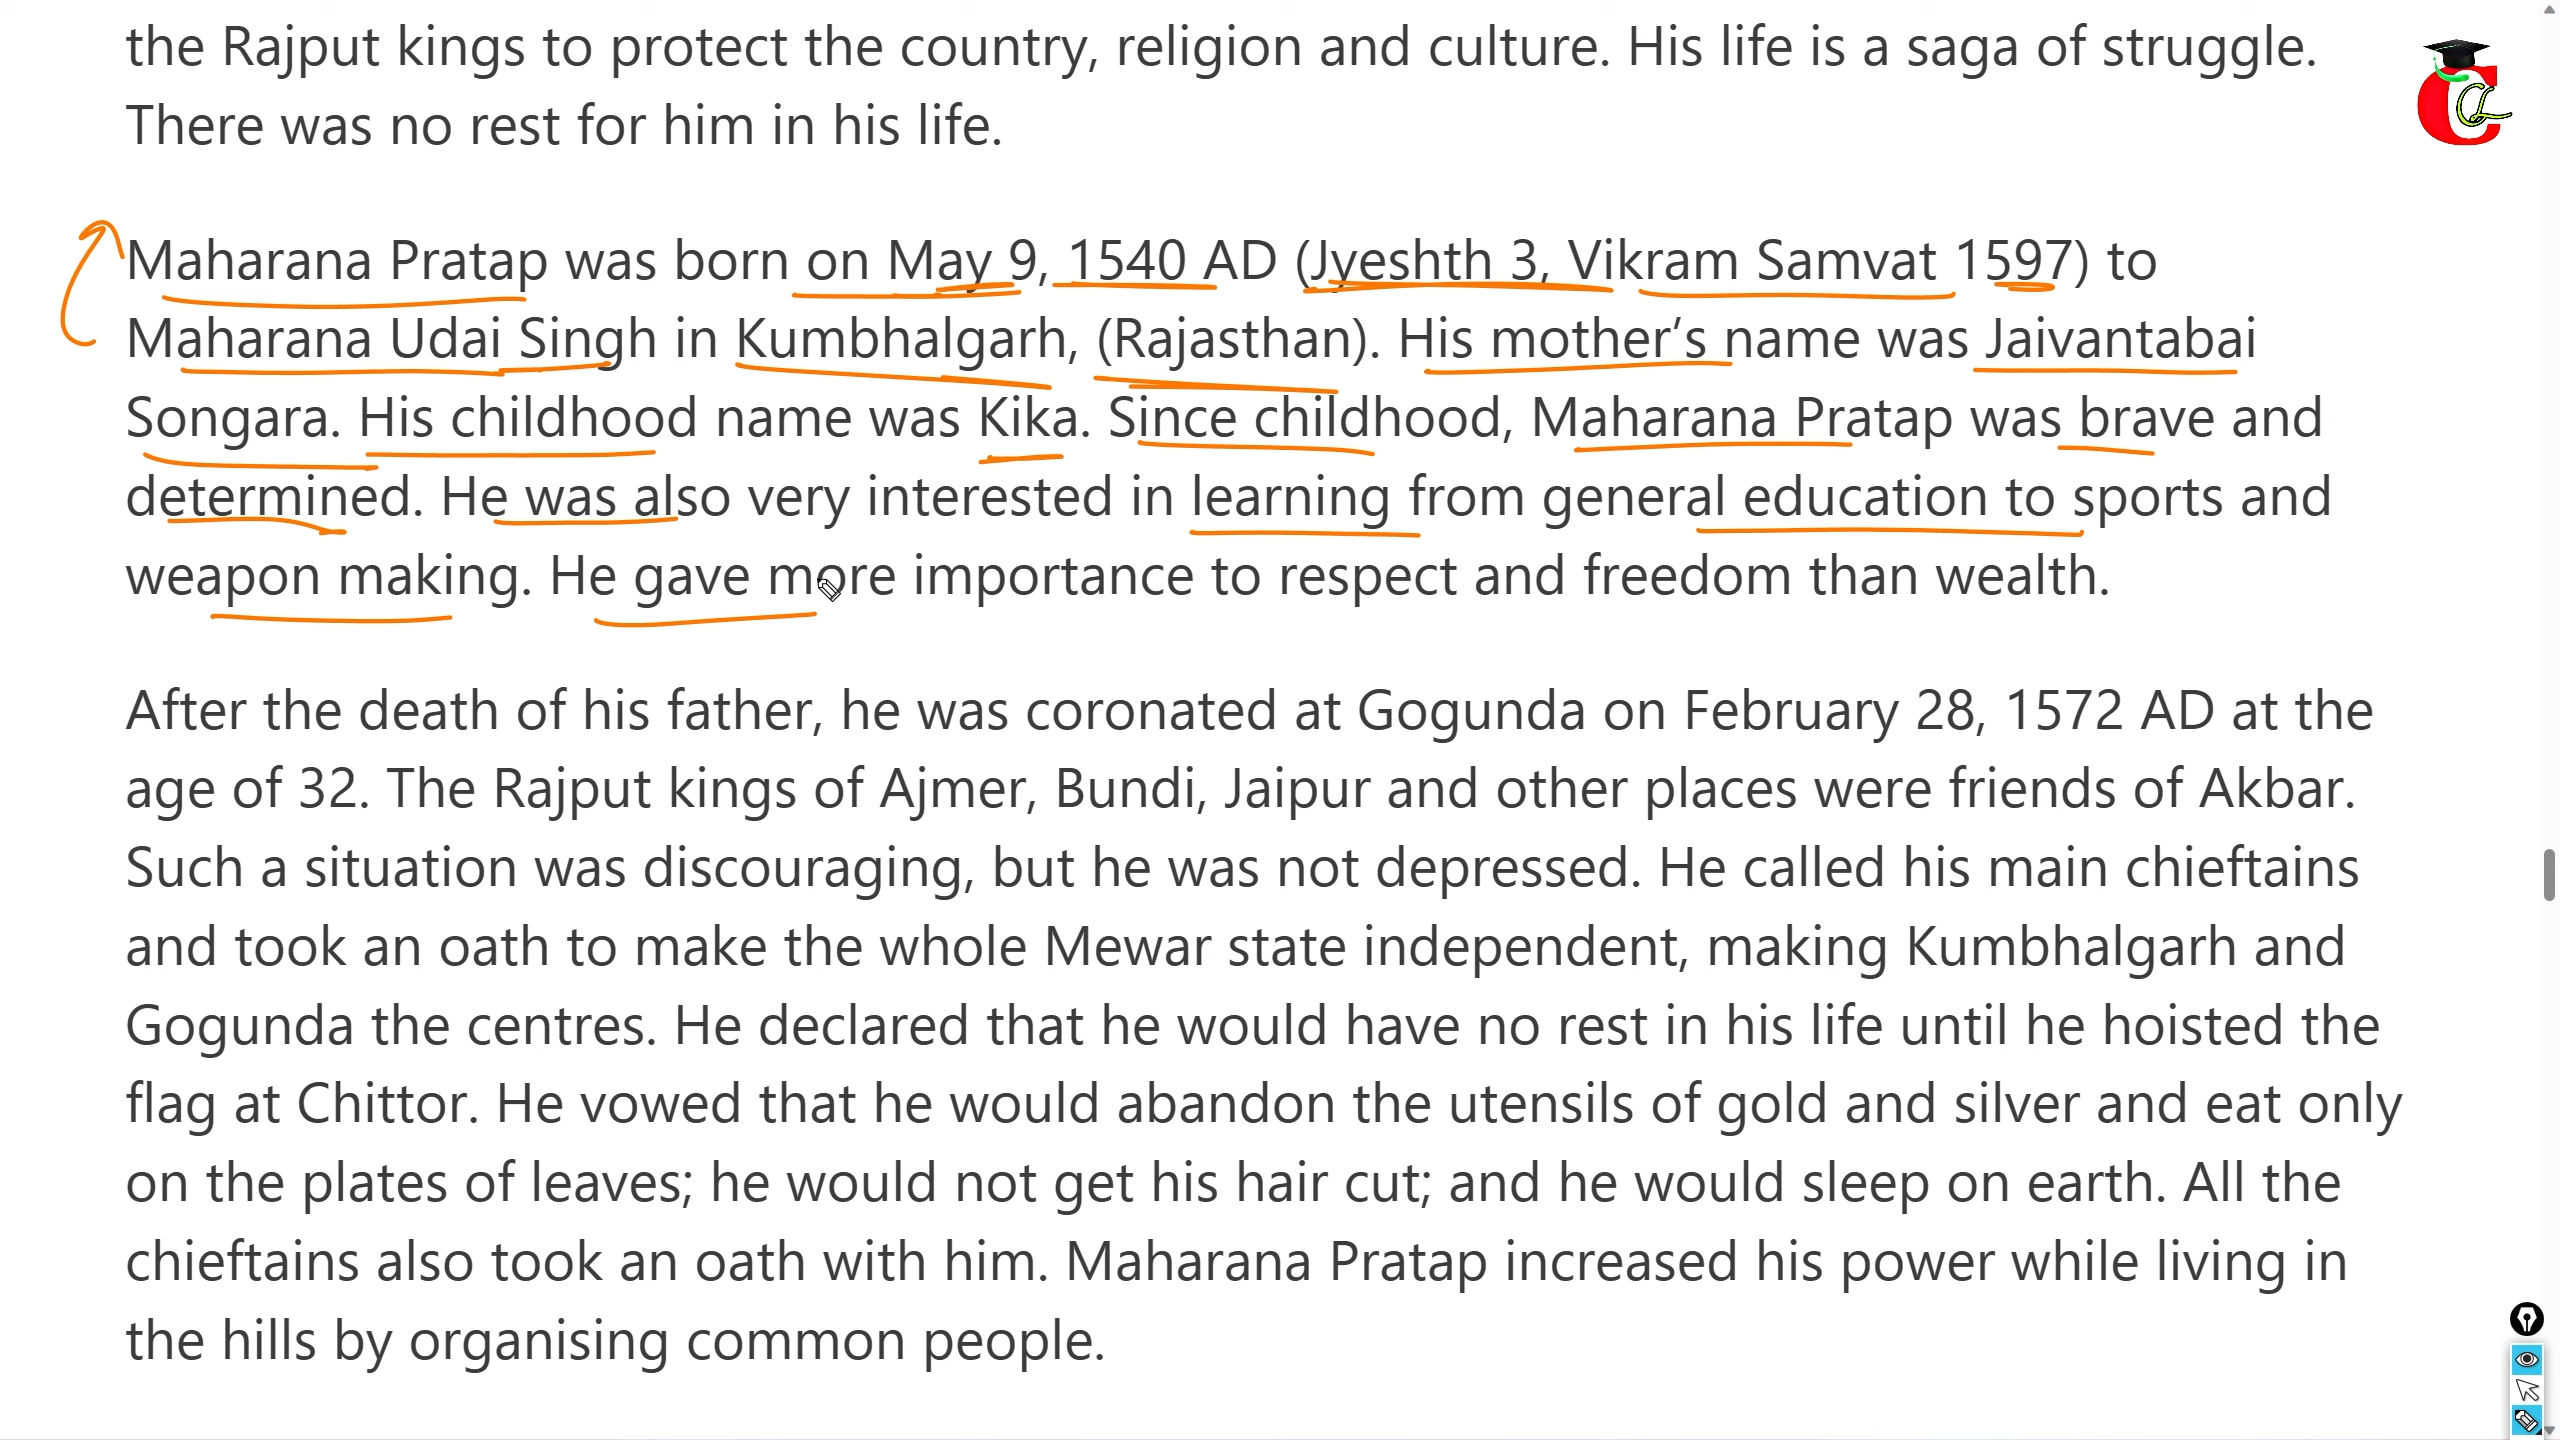 the Rajput kings to protect the country, religion and culture. His life is a saga of struggle.
There was no rest for him in his life.
Maharana Pratap was born on May 9, 1540 AD (Jyeshth 3, Vikram Samvat 1597) to
Maharana Udai Singh in Kumbhalgarh, (Rajasthan). His mother’s name was Jaivantabai
Songara. His childhood name was Kika. Since childhood, Maharana Pratap was brave and
determined. He was also very interested in learning from general education to sports and
weapon making. He gave more importance to respect and freedom than wealth.
After the death of his father, he was coronated at Gogunda on February 28, 1572 AD at the
age of 32. The Rajput kings of Ajmer, Bundi, Jaipur and other places were friends of Akbar.
Such a situation was discouraging, but he was not depressed. He called his main chieftains
and took an oath to make the whole Mewar state independent, making Kumbhalgarh and
Gogunda the centres. He declared that he would have no rest in his life until he hoisted the
flag at Chittor. He vowed that he would abandon the utensils of gold and silver and eat only
on the plates of leaves; he would not get his hair cut; and he would sleep on earth. All the
chieftains also took an oath with him. Maharana Pratap increased his power while living in
the hills by organising common people.